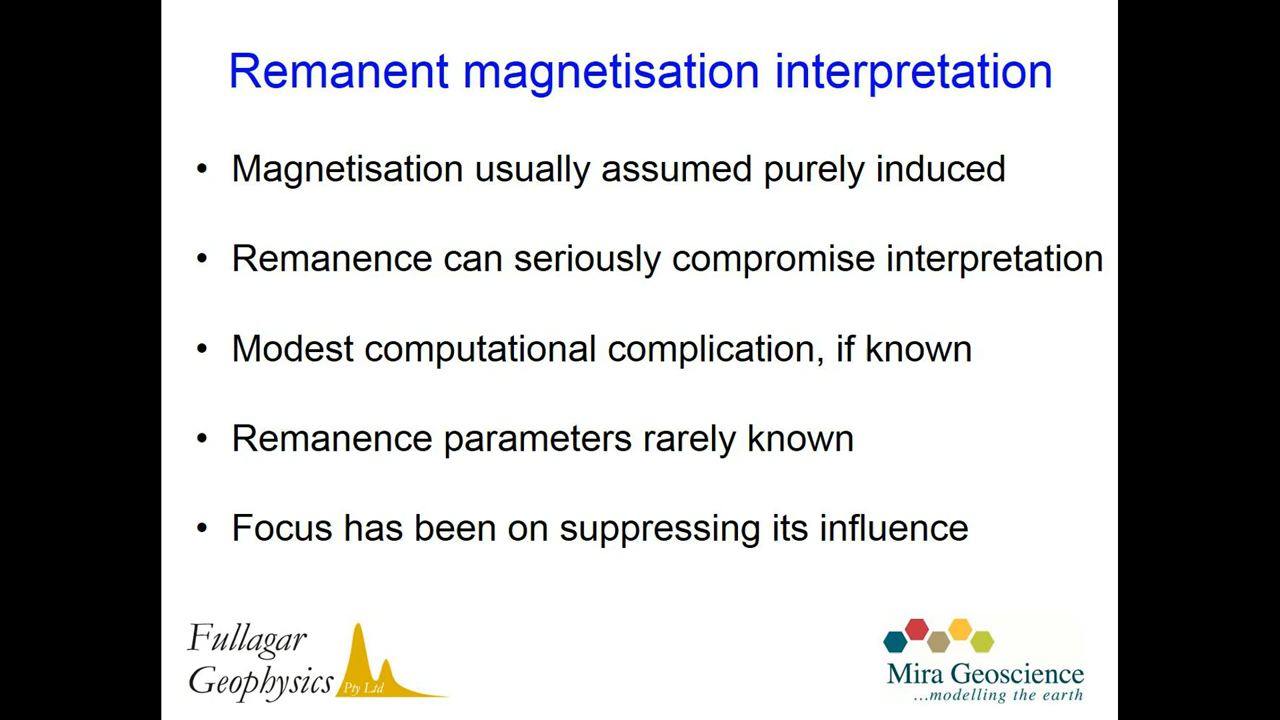 Remanent magnetisation interpretation
• Magnetisation usually assumed purely induced
• Remanence can seriously compromise interpretation
• Modest computational complication, if known
• Remanence parameters rarely known
• Focus has been on suppressing its influence
Fullagar
Geophysics Pty Ltd
Mira Geoscience
...modelling the earth